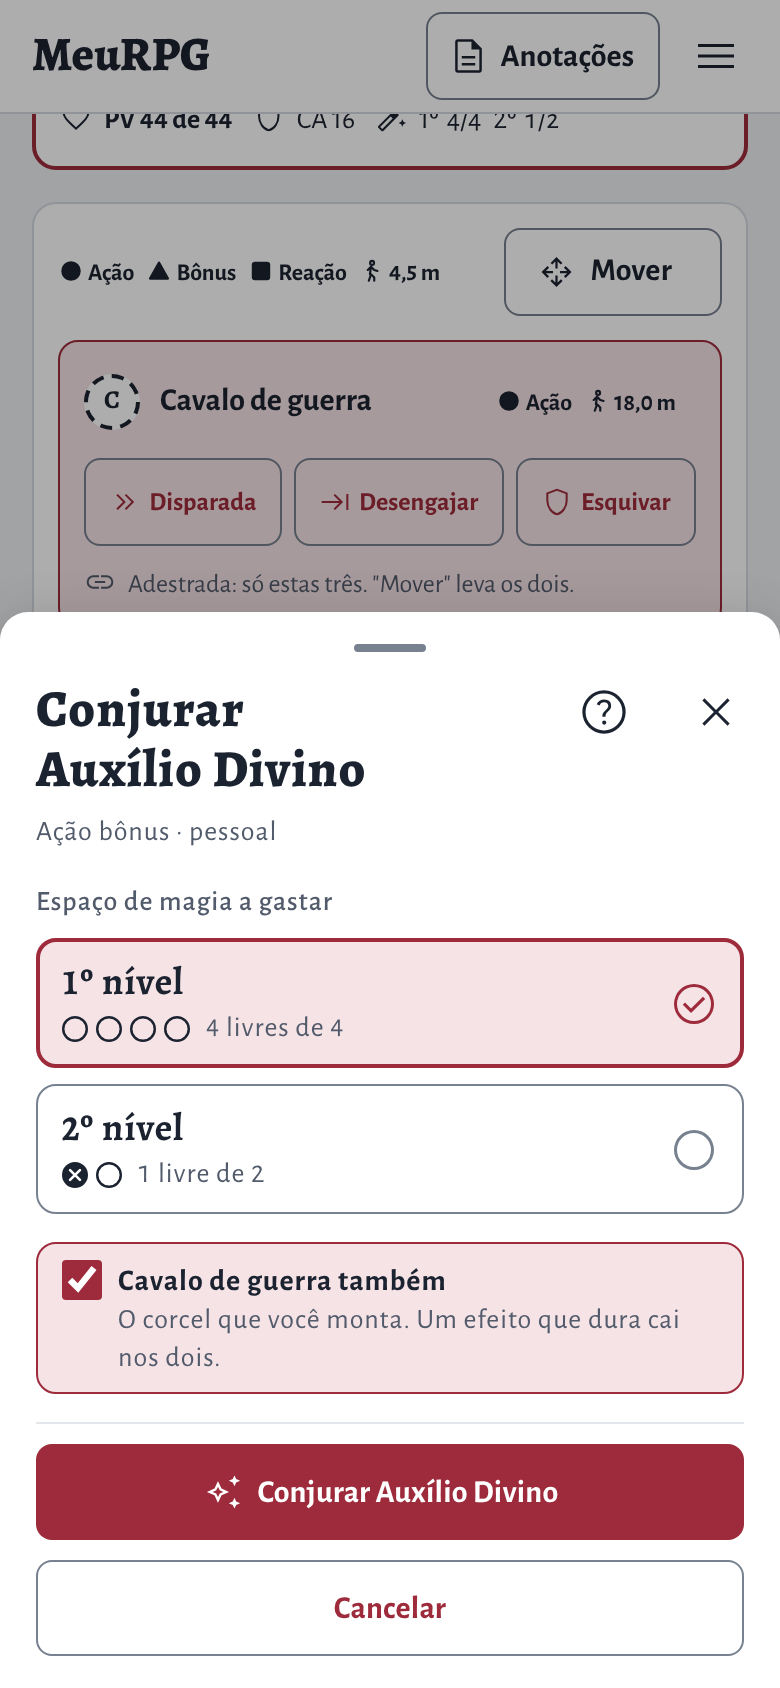 MeuRPG
Anotações
PV 44 de 44 CA 16 1º 4/4 2º 1/2
Ação Bônus Reação 4,5 m
Mover
C
Cavalo de guerra
Ação 18,0 m
Disparada
Desengajar
Esquivar
Adestrada: só estas três. "Mover" leva os dois.
Conjurar
Auxílio Divino
Ação bônus · pessoal
Espaço de magia a gastar
1º nível
4 livres de 4
2º nível
1 livre de 2
Cavalo de guerra também
O corcel que você monta. Um efeito que dura cai
nos dois.
Conjurar Auxílio Divino
Cancelar